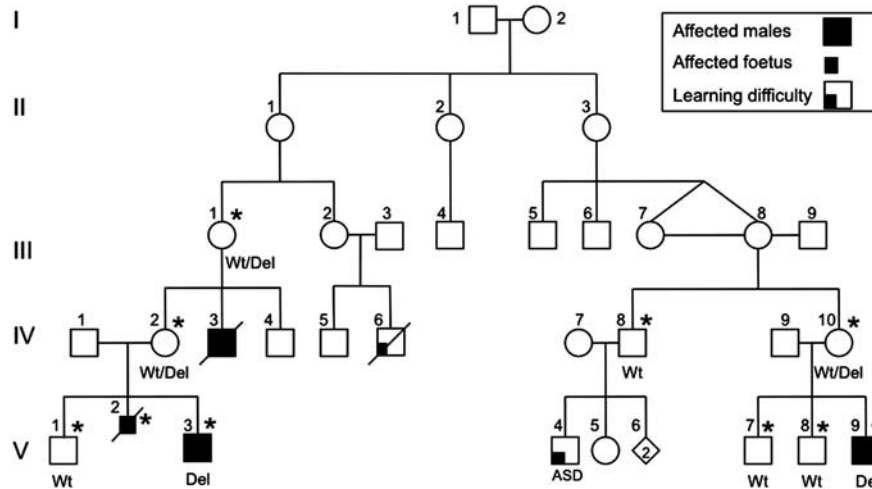 I 1 2
Affected males
Affected foetus
Learning difficulty
II 1 2 3
III 1 * 2 3 4 5 6 7 8 9
Wt/Del
IV 1 2 * 3 4 5 6 7 8 * 9 10 *
Wt/Del Wt Wt/Del
V 1 * 2 * 3 * 4 5 6 7 * 8 * 9
2
Wt Del ASD Wt Wt